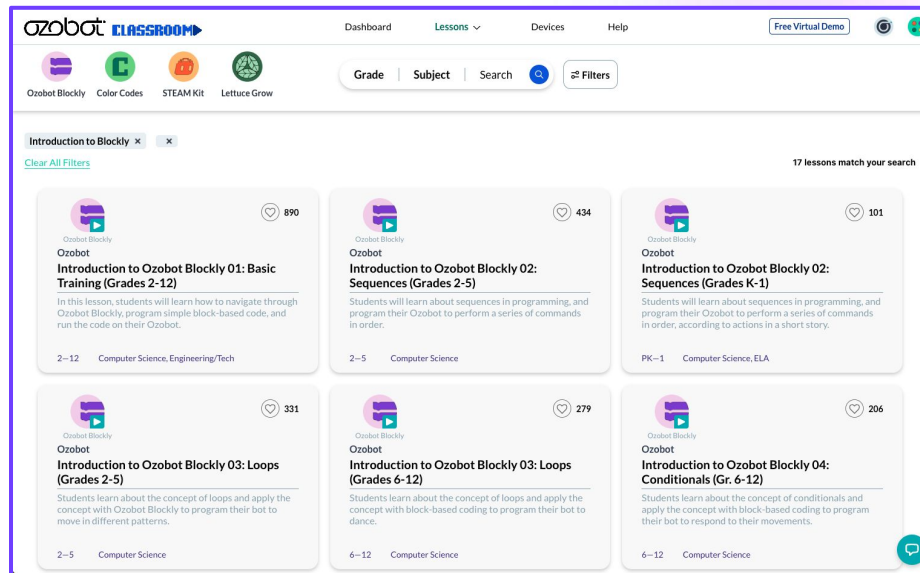 Ozobot CLASSROOM
Dashboard Lessons Devices Help Free Virtual Demo
Ozobot Blockly Color Codes STEAM Kit Lettuce Grow
Grade Subject Search Filters
Introduction to Blockly × ×
Clear All Filters
17 lessons match your search
890
Ozobot Blockly
Ozobot
Introduction to Ozobot Blockly 01: Basic
Training (Grades 2-12)
In this lesson, students will learn how to navigate through
Ozobot Blockly, program simple block-based code, and
run the code on their Ozobot.
2—12 Computer Science, Engineering/Tech
434
Ozobot Blockly
Ozobot
Introduction to Ozobot Blockly 02:
Sequences (Grades 2-5)
Students will learn about sequences in programming, and
program their Ozobot to perform a series of commands
in order.
2—5 Computer Science
101
Ozobot Blockly
Ozobot
Introduction to Ozobot Blockly 02:
Sequences (Grades K-1)
Students will learn about sequences in programming, and
program their Ozobot to perform a series of commands
in order, according to actions in a short story.
PK—1 Computer Science, ELA
331
Ozobot Blockly
Ozobot
Introduction to Ozobot Blockly 03: Loops
(Grades 2-5)
Students learn about the concept of loops and apply the
concept with Ozobot Blockly to program their bot to
move in different patterns.
2—5 Computer Science
279
Ozobot Blockly
Ozobot
Introduction to Ozobot Blockly 03: Loops
(Grades 6-12)
Students learn about the concept of loops and apply the
concept with block-based coding to program their bot to
dance.
6—12 Computer Science
206
Ozobot Blockly
Ozobot
Introduction to Ozobot Blockly 04:
Conditionals (Gr. 6-12)
Students learn about the concept of conditionals and
apply the concept with block-based coding to program
their bot to respond to their movements.
6—12 Computer Science